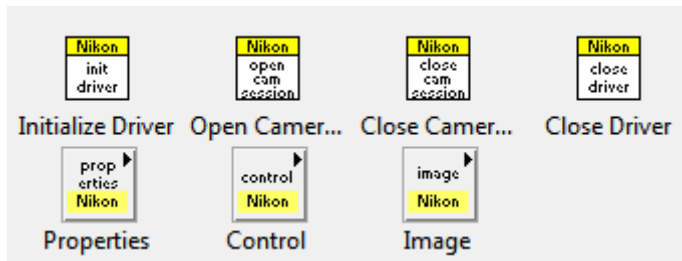 Nikon
init
driver
Nikon
open
cam
session
Nikon
close
cam
session
Nikon
close
driver
Initialize Driver
Open Camer...
Close Camer...
Close Driver
prop
erties
Nikon
control
Nikon
image
Nikon
Properties
Control
Image